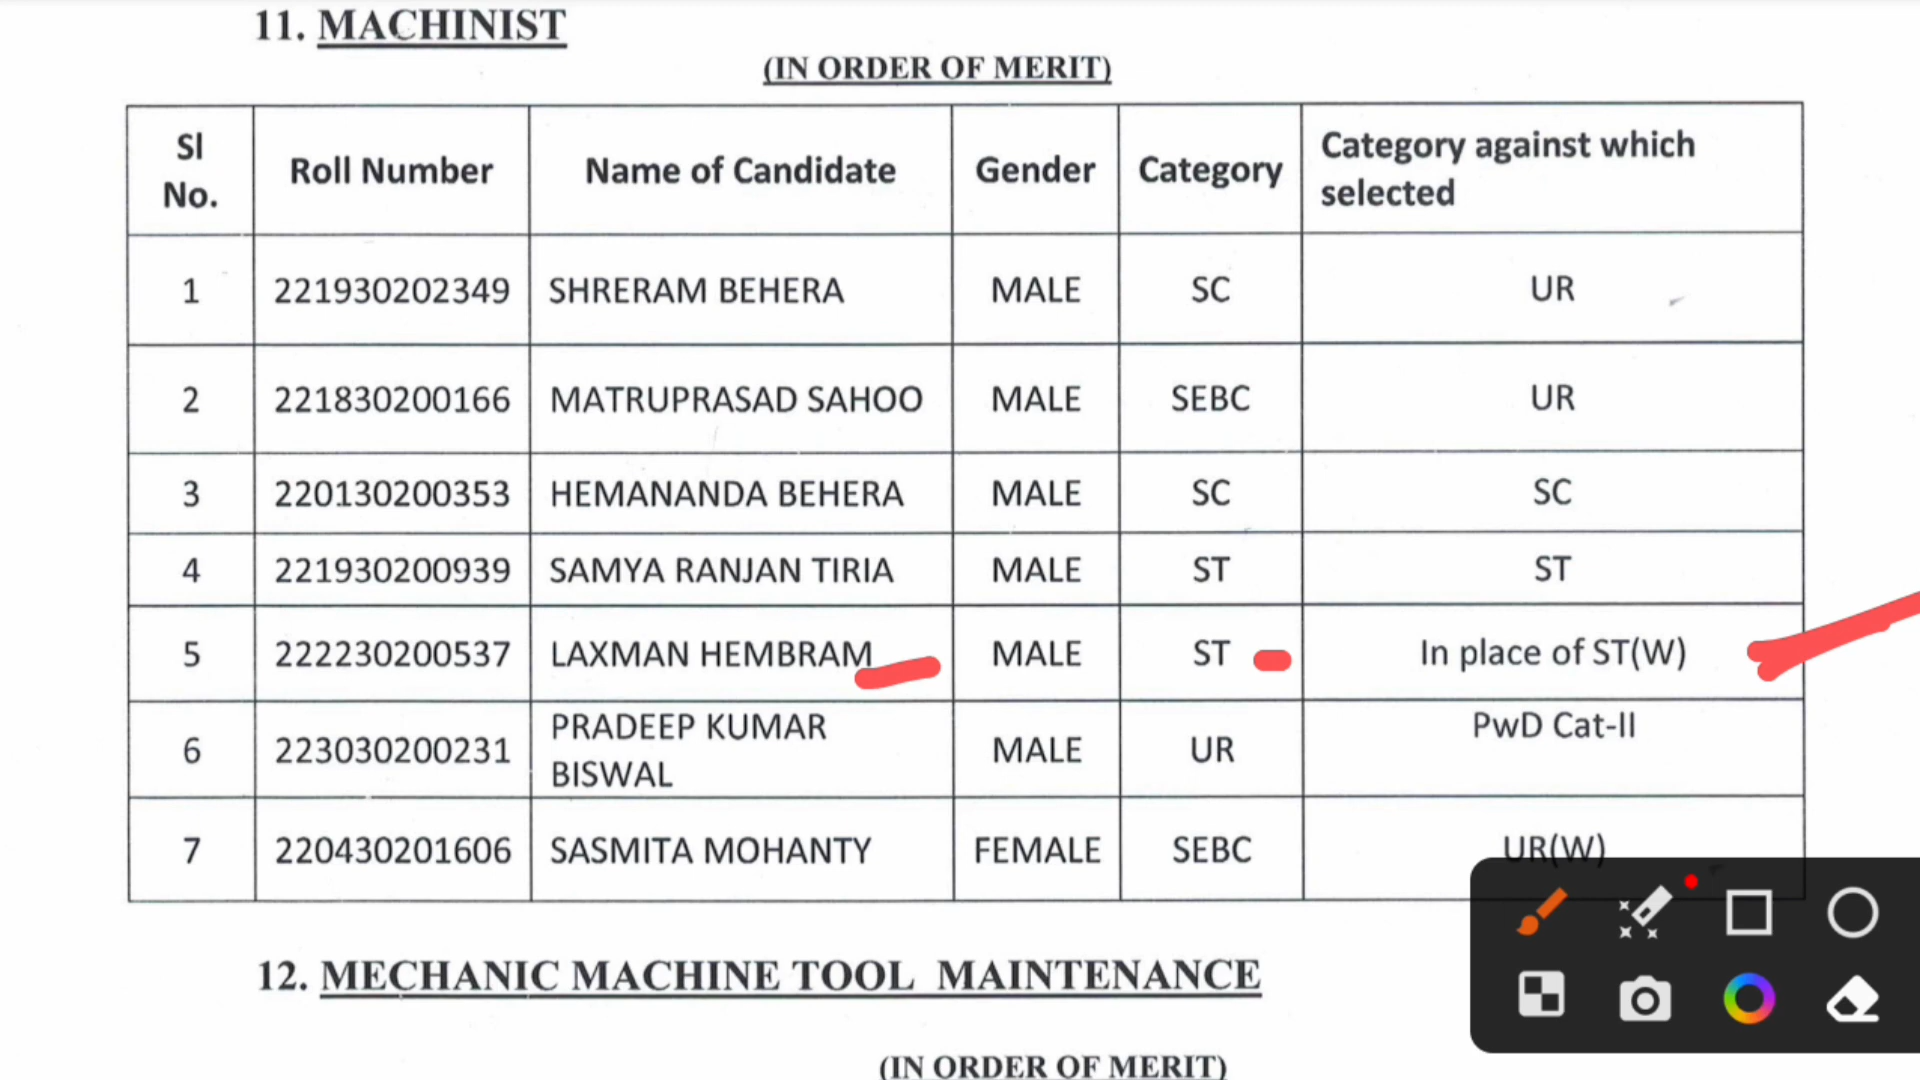 11. MACHINIST
(IN ORDER OF MERIT)
Sl No. Roll Number Name of Candidate Gender Category Category against which selected
1 221930202349 SHRERAM BEHERA MALE SC UR
2 221830200166 MATRUPRASAD SAHOO MALE SEBC UR
3 220130200353 HEMANANDA BEHERA MALE SC SC
4 221930200939 SAMYA RANJAN TIRIA MALE ST ST
5 222230200537 LAXMAN HEMBRAM MALE ST In place of ST(W)
6 223030200231 PRADEEP KUMAR BISWAL MALE UR PwD Cat-II
7 220430201606 SASMITA MOHANTY FEMALE SEBC UR(W)
12. MECHANIC MACHINE TOOL MAINTENANCE
(IN ORDER OF MERIT)